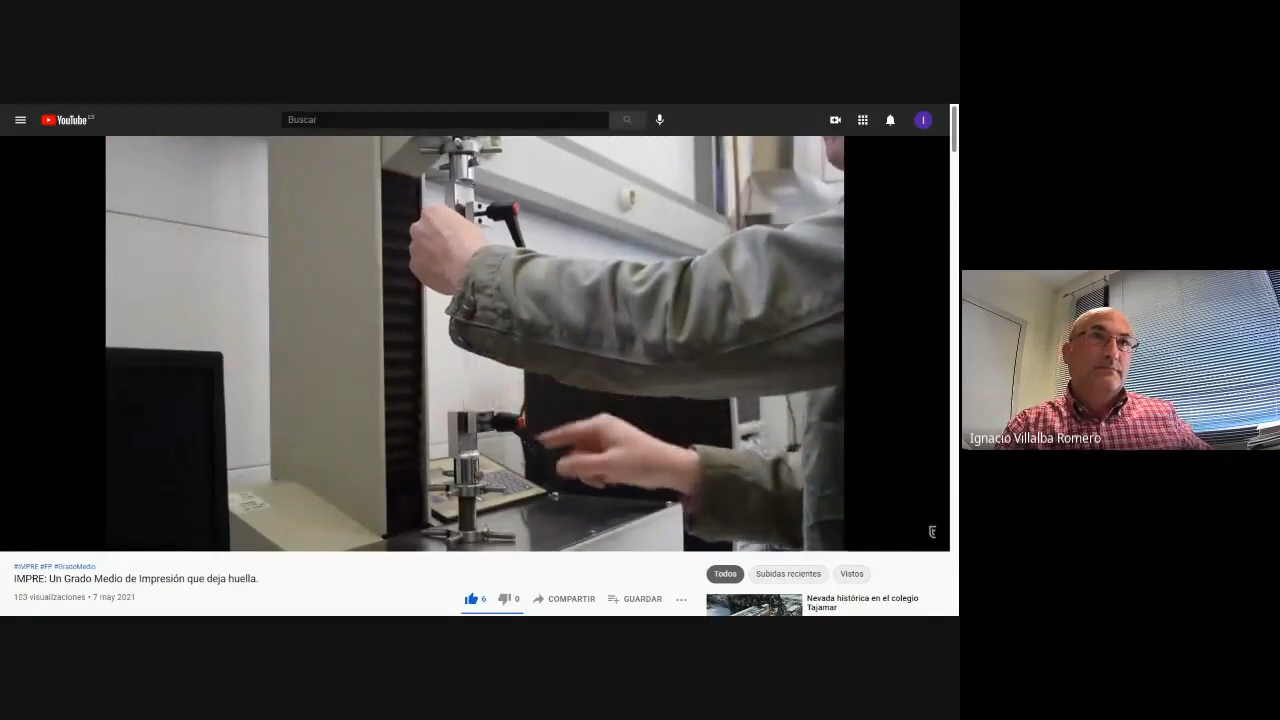 YouTube ES
Buscar
I
#IMPRE #FP #GradoMedio
IMPRE: Un Grado Medio de Impresión que deja huella.
103 visualizaciones • 7 may 2021
6
0
COMPARTIR
GUARDAR
Todos
Subidas recientes
Vistos
Nevada histórica en el colegio
Tajamar
Ignacio Villalba Romero